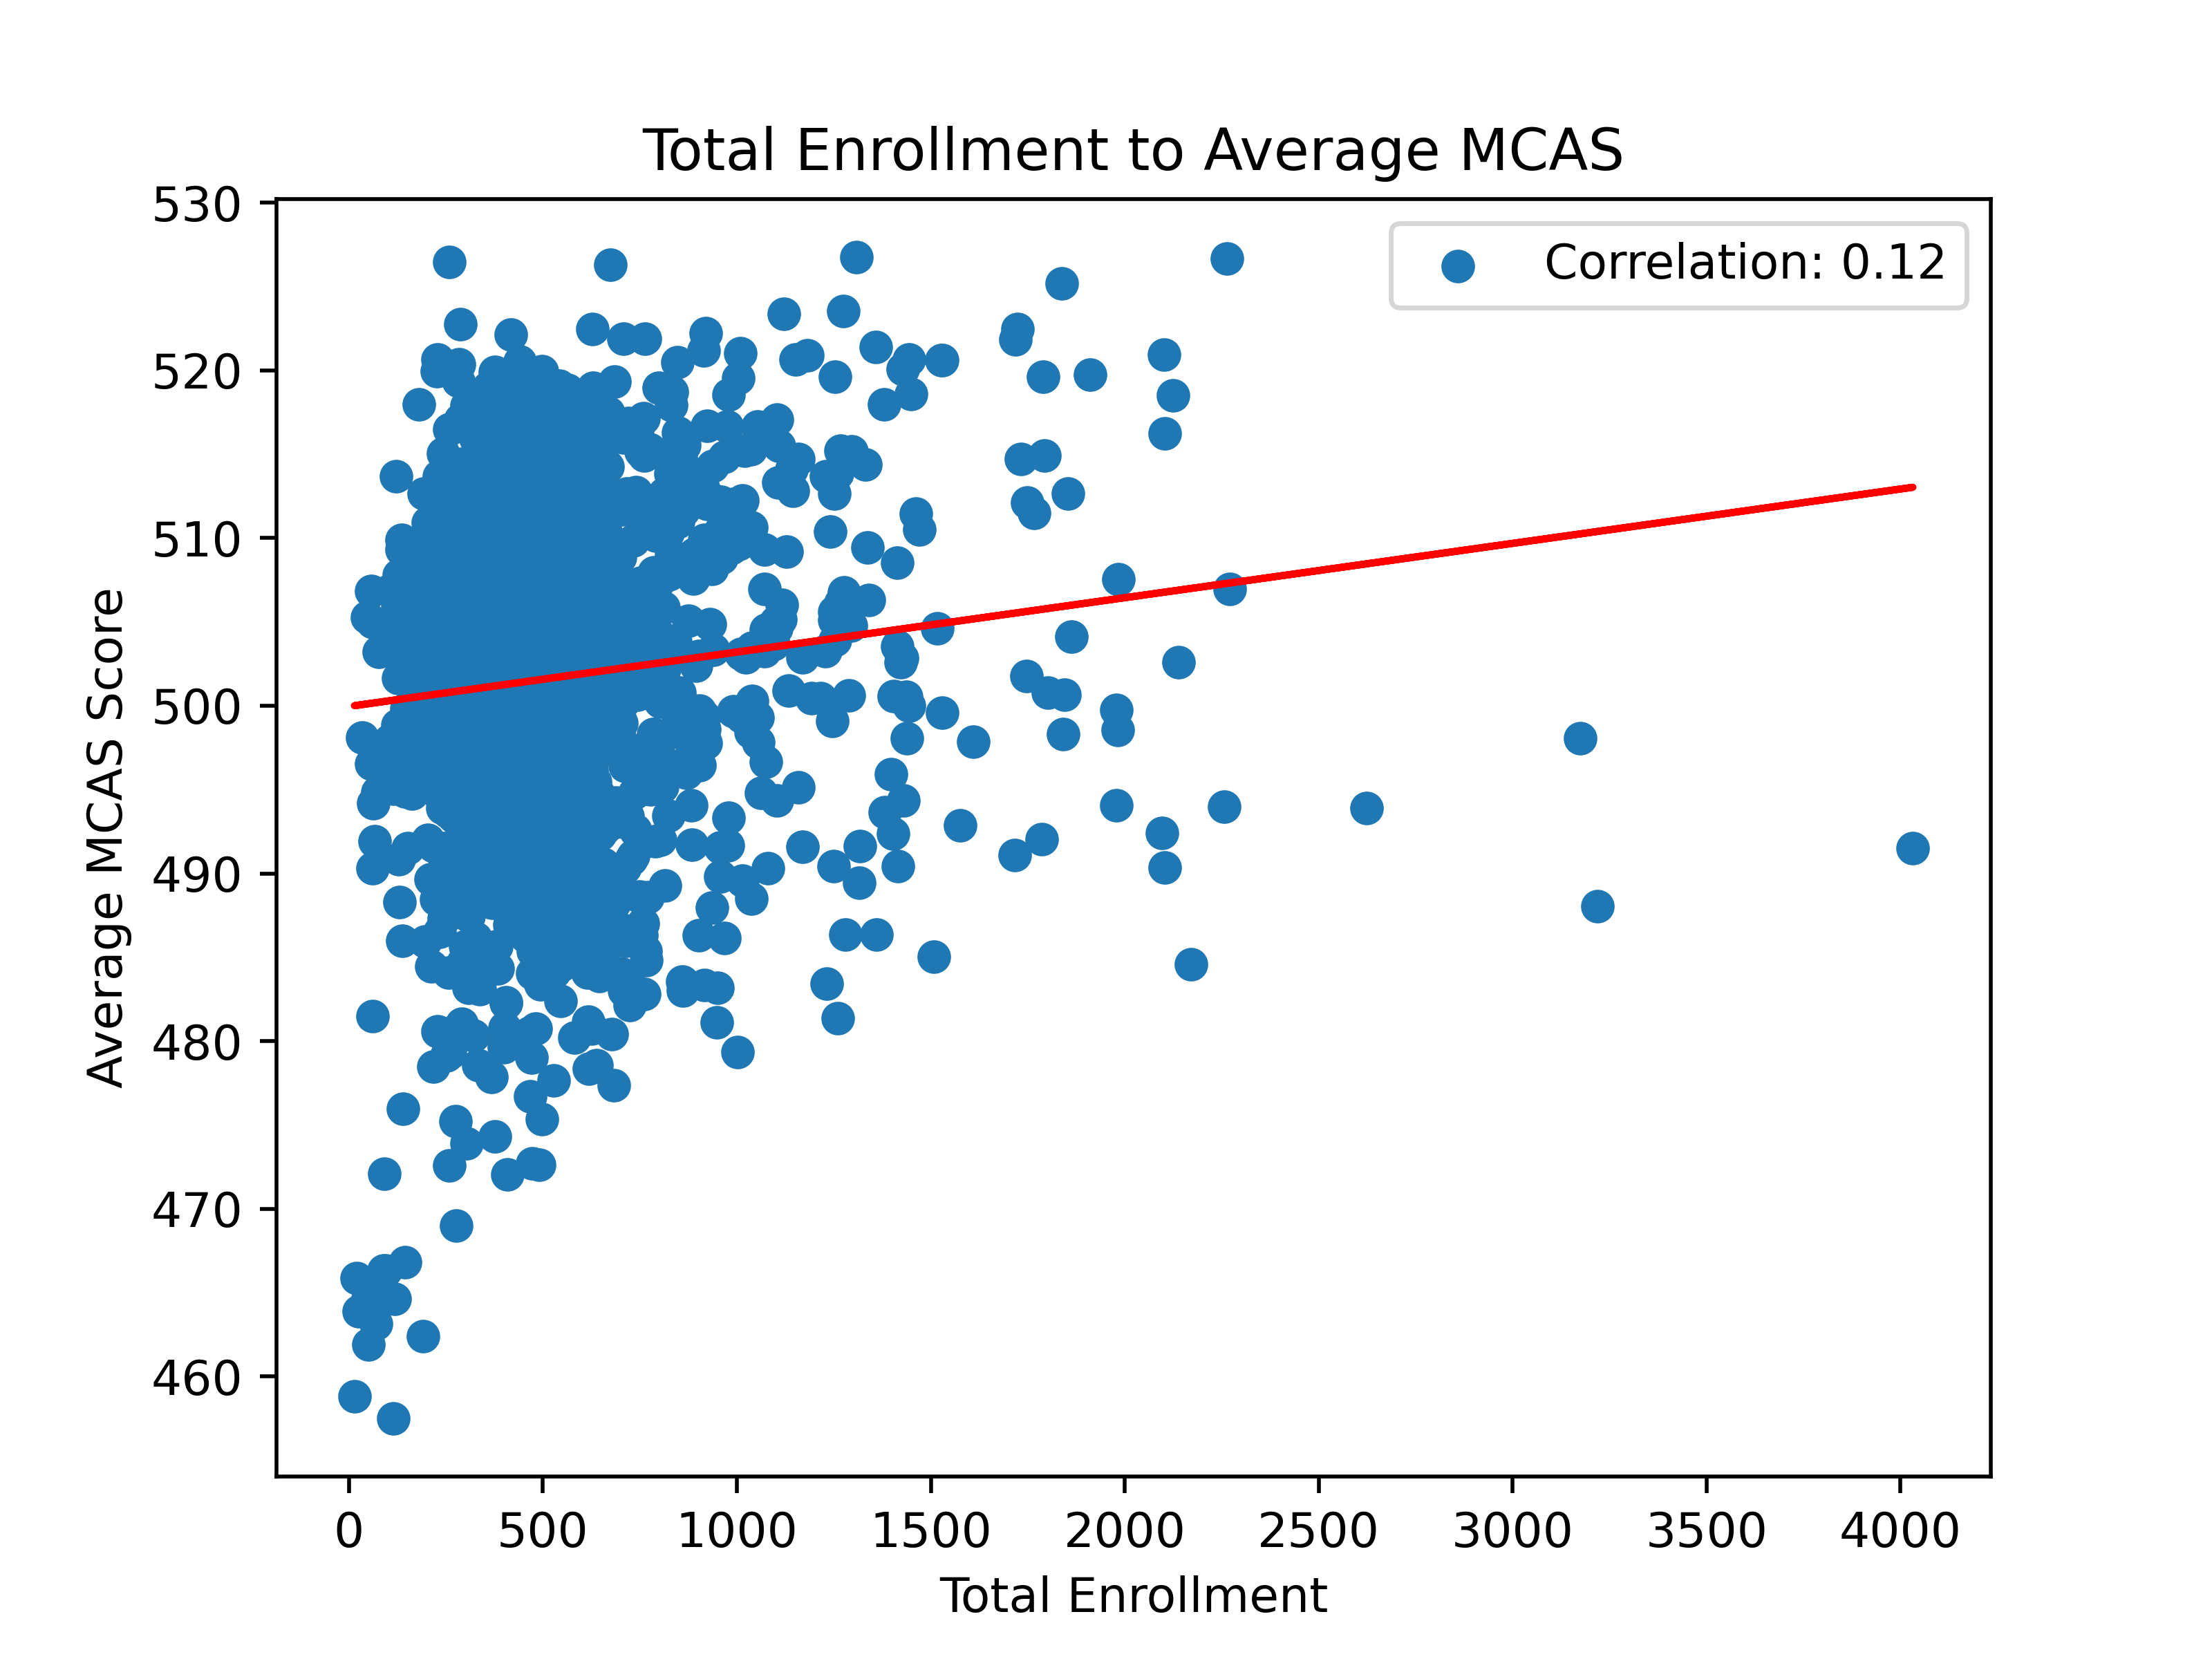 Total Enrollment to Average MCAS
Correlation: 0.12
Average MCAS Score
530
520
510
500
490
480
470
460
0 500 1000 1500 2000 2500 3000 3500 4000
Total Enrollment